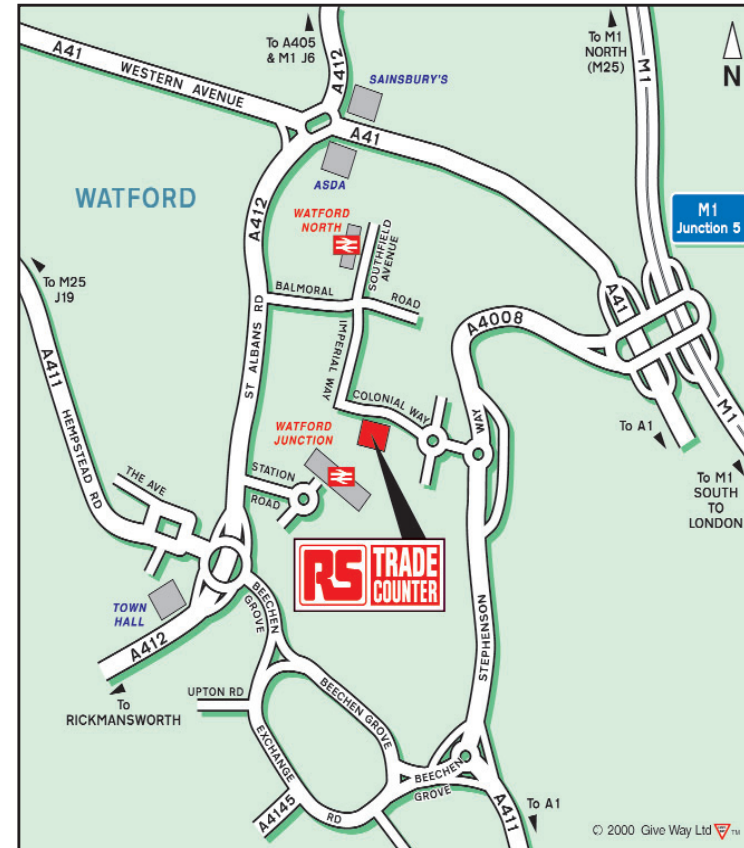 To A405
& M1 J6
To M1
NORTH
(M25)
N
A41
WESTERN AVENUE
A412
SAINSBURY'S
M1
A41
ASDA
WATFORD
A412
WATFORD
NORTH
SOUTHFIELD
AVENUE
M1
Junction 5
To M25
J19
BALMORAL
ROAD
A41
A4008
ST ALBANS RD
IMPERIAL WAY
A411
HEMPSTEAD RD
COLONIAL WAY
WAY
M1
To A1
WATFORD
JUNCTION
STATION
ROAD
THE AVE
To M1
SOUTH
TO
LONDON
RS
TRADE
COUNTER
TOWN
HALL
BEECHEN
GROVE
A412
To
RICKMANSWORTH
STEPHENSON
UPTON RD
BEECHEN GROVE
EXCHANGE
RD
A4145
BEECHEN
GROVE
A411
To A1
© 2000 Give Way Ltd TM